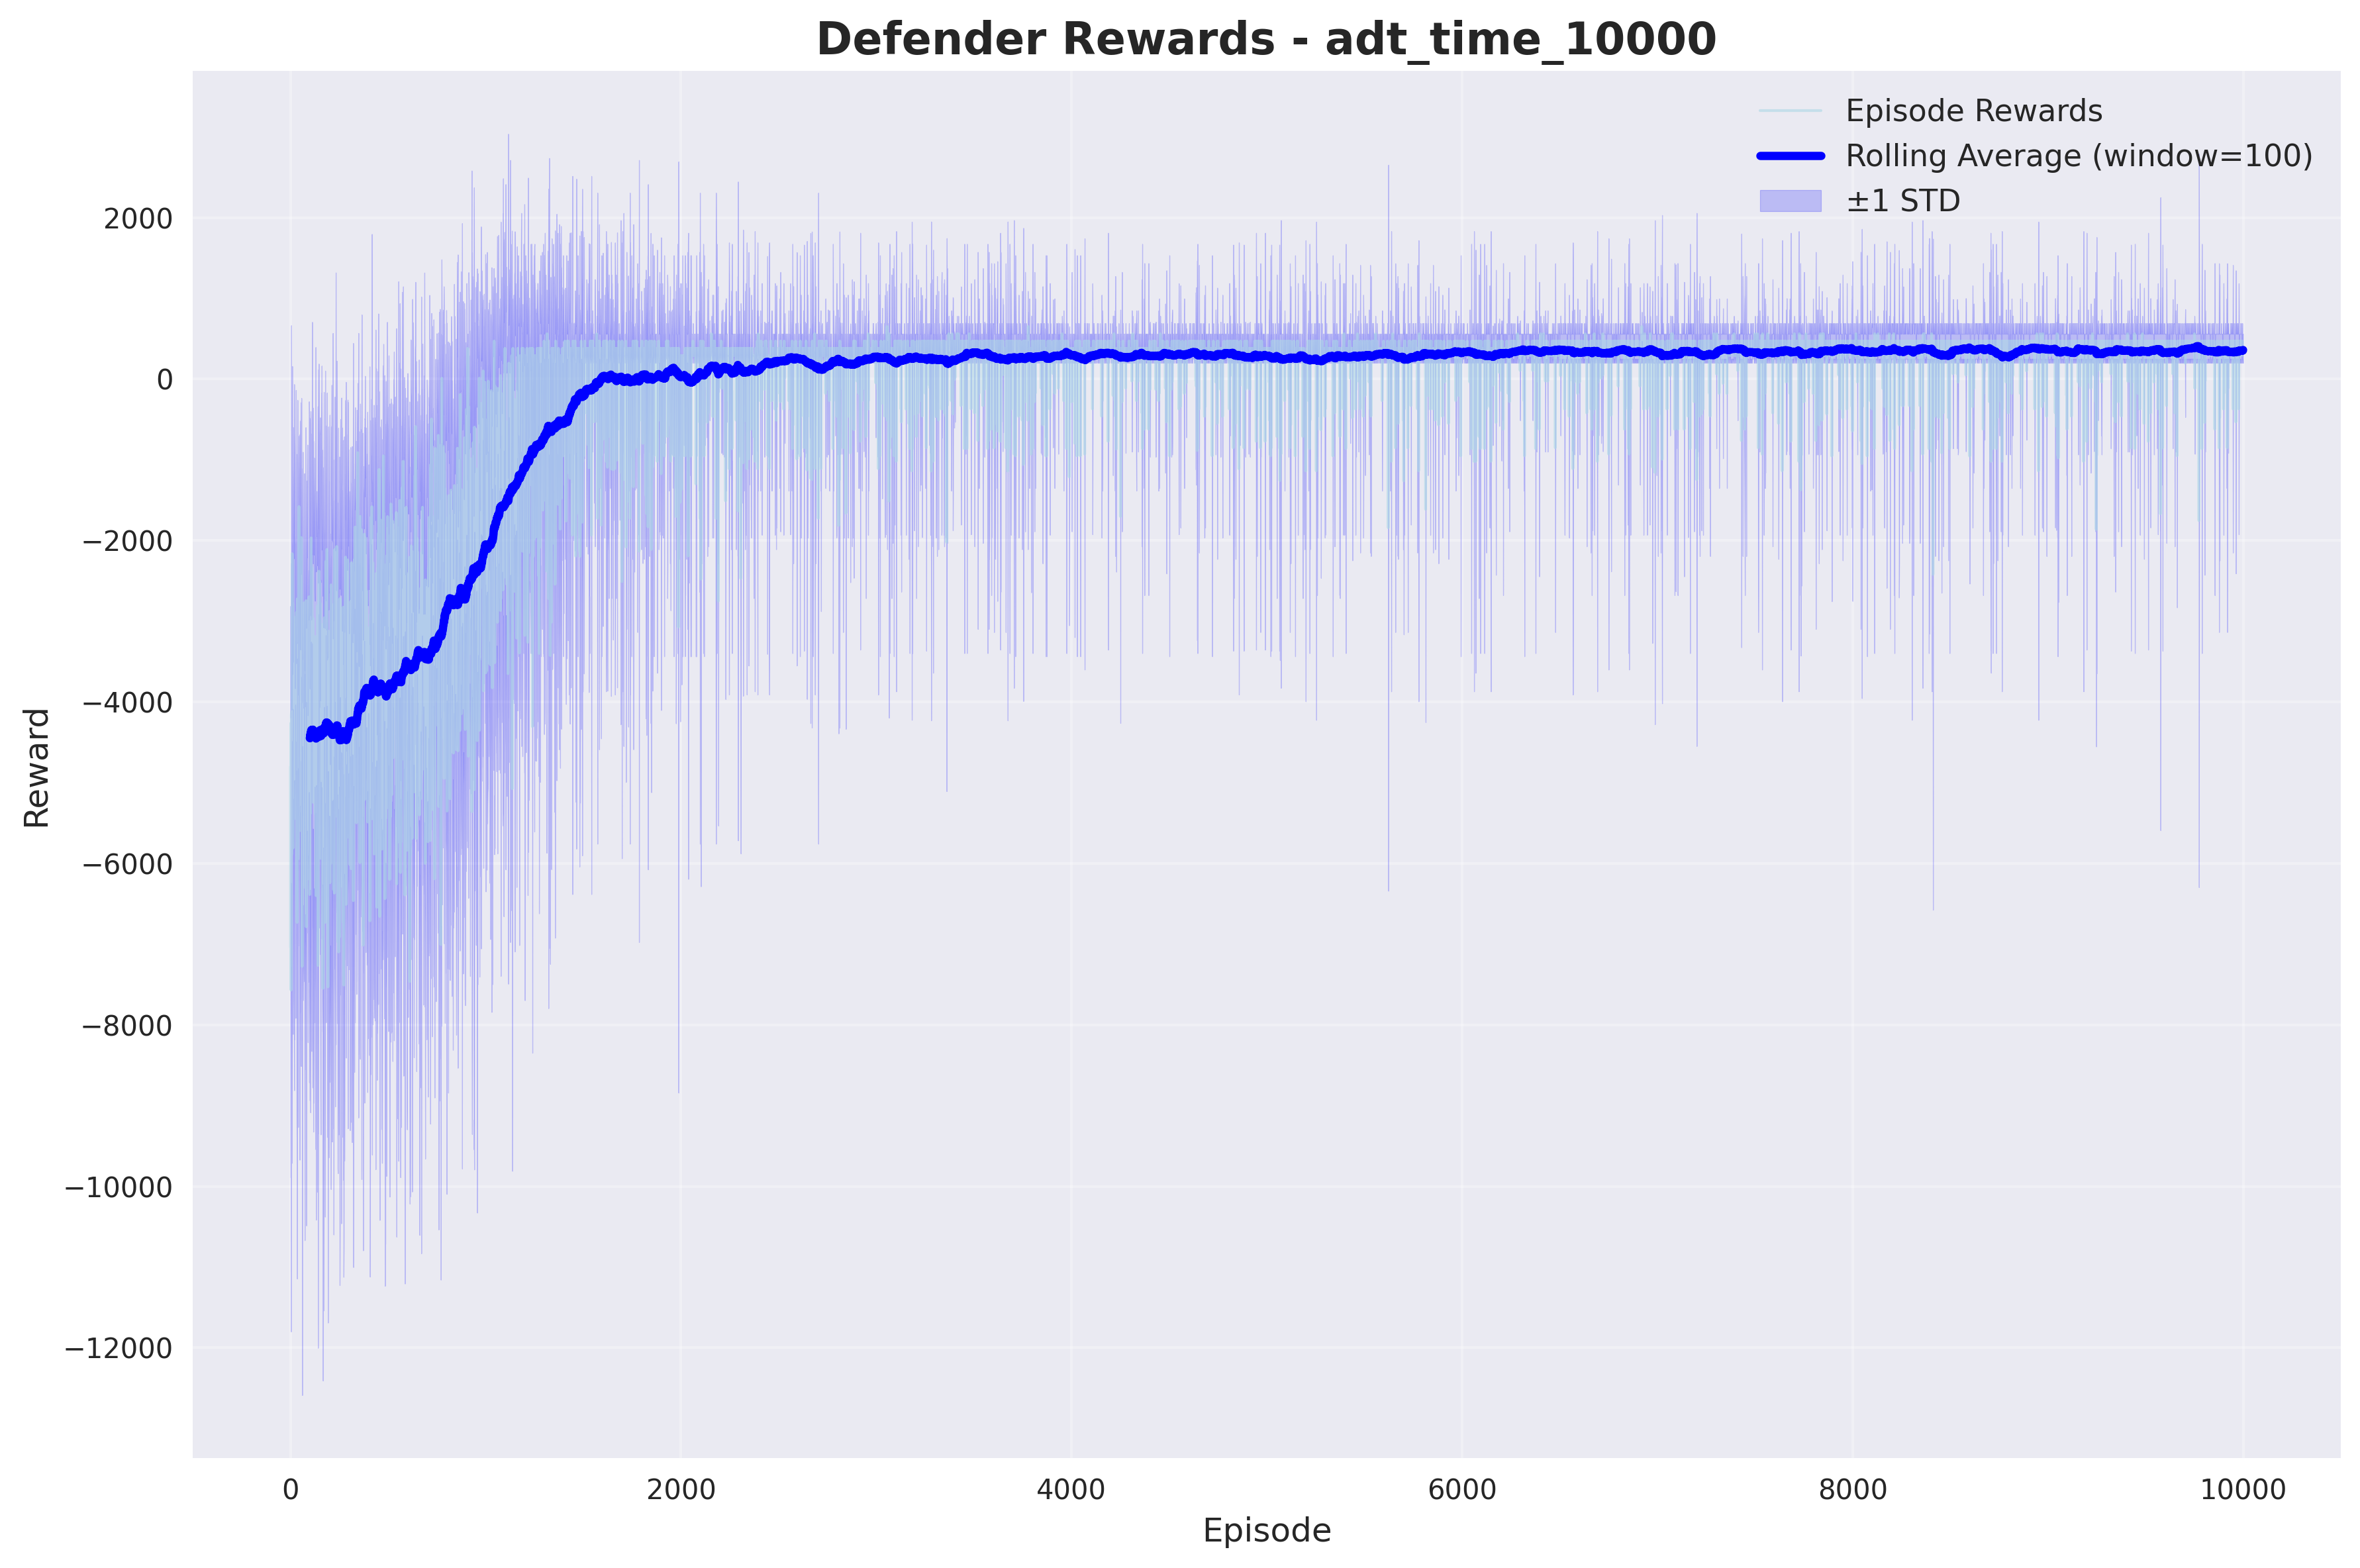 Defender Rewards - adt_time_10000
Episode Rewards
Rolling Average (window=100)
±1 STD
2000
0
−2000
−4000
−6000
−8000
−10000
−12000
Reward
0
2000
4000
6000
8000
10000
Episode